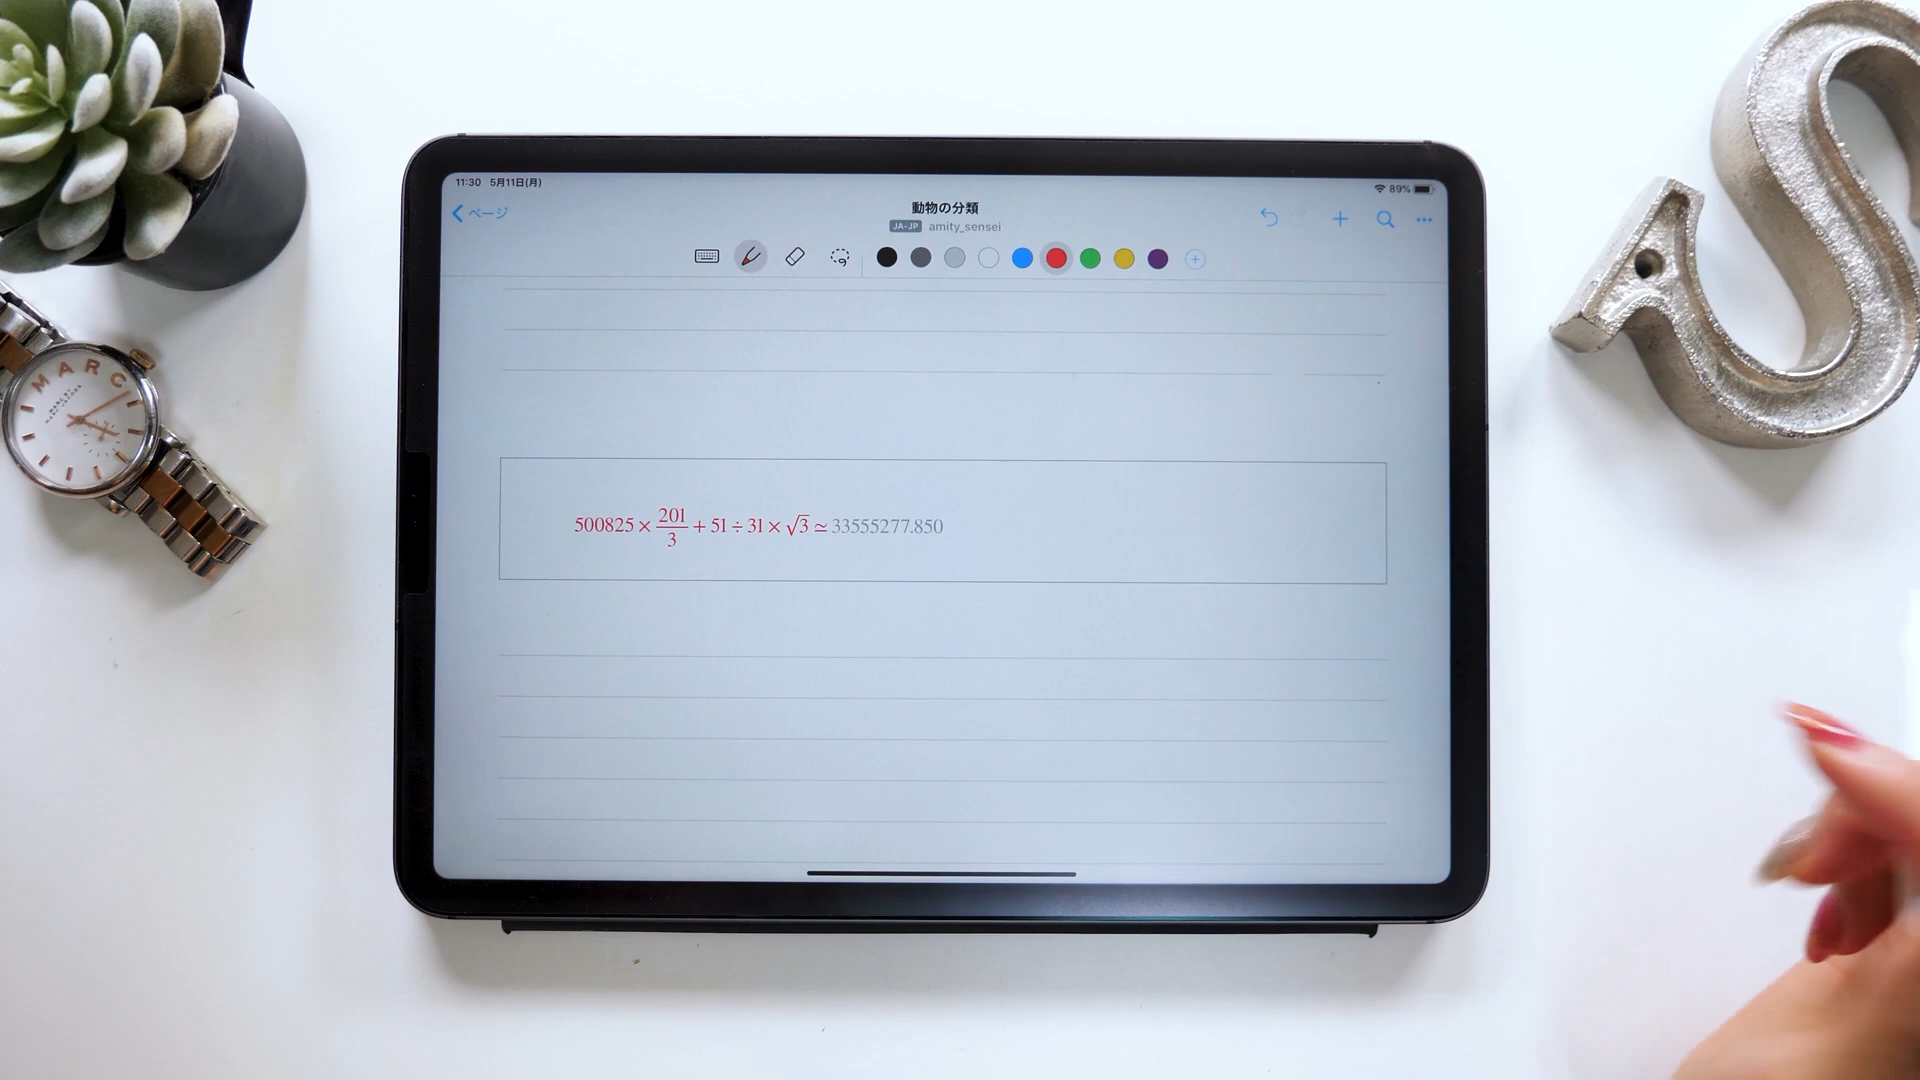 11:30 5月11日(月)
89%
ページ
動物の分類
JA-JP amity_sensei
500825 × 201/3 + 51 ÷ 31 × √3 ≃ 33555277.850
MARC
S